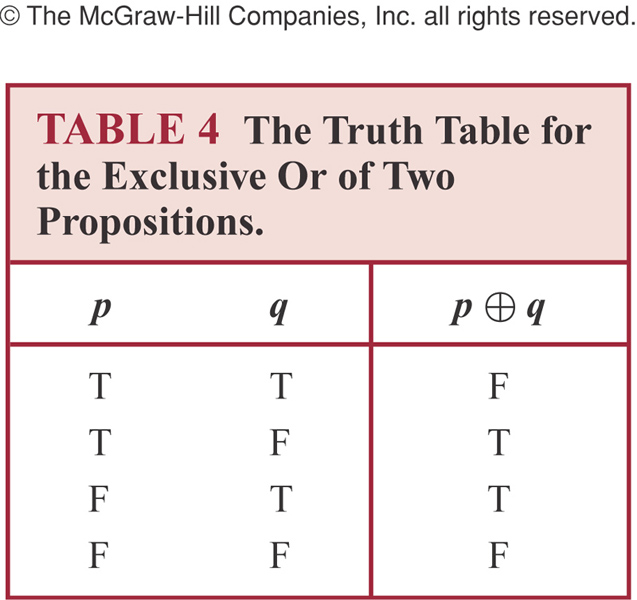 © The McGraw-Hill Companies, Inc. all rights reserved.
TABLE 4 The Truth Table for
the Exclusive Or of Two
Propositions.
p q p ⊕ q
T T F
T F T
F T T
F F F